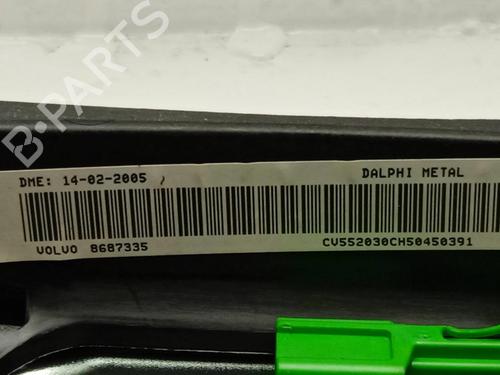 B-PARTS
DME: 14-02-2005
DALPHI METAL
VOLVO 8687335
CV552030CH50450391